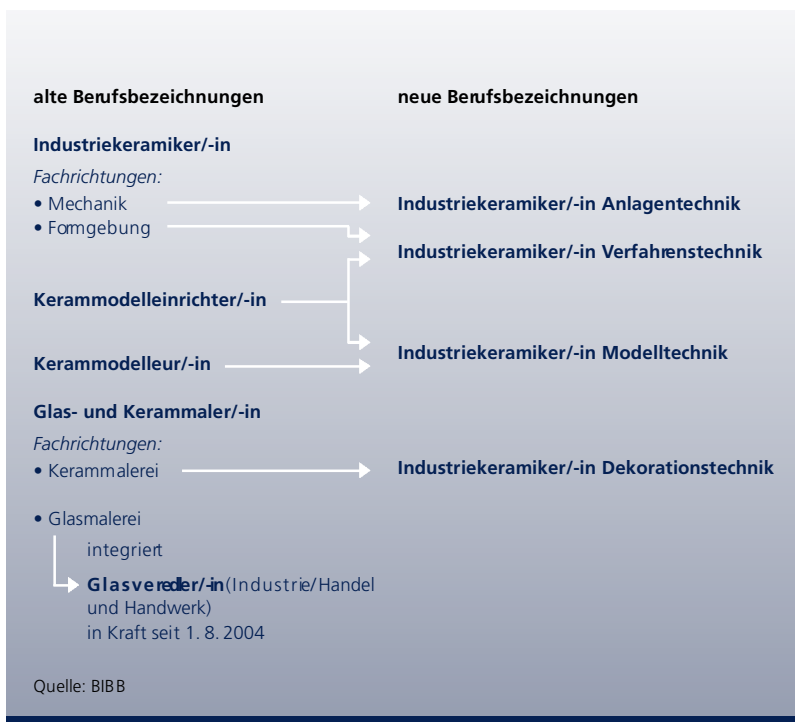 alte Berufsbezeichnungen
neue Berufsbezeichnungen
Industriekeramiker/-in
Fachrichtungen:
• Mechanik
Industriekeramiker/-in Anlagentechnik
• Formgebung
Industriekeramiker/-in Verfahrenstechnik
Kerammodelleinrichter/-in
Industriekeramiker/-in Modelltechnik
Kerammodelleur/-in
Glas- und Kerammaler/-in
Fachrichtungen:
• Kerammalerei
Industriekeramiker/-in Dekorationstechnik
• Glasmalerei
integriert
Glasveredler/-in (Industrie/Handel
und Handwerk)
in Kraft seit 1. 8. 2004
Quelle: BIBB